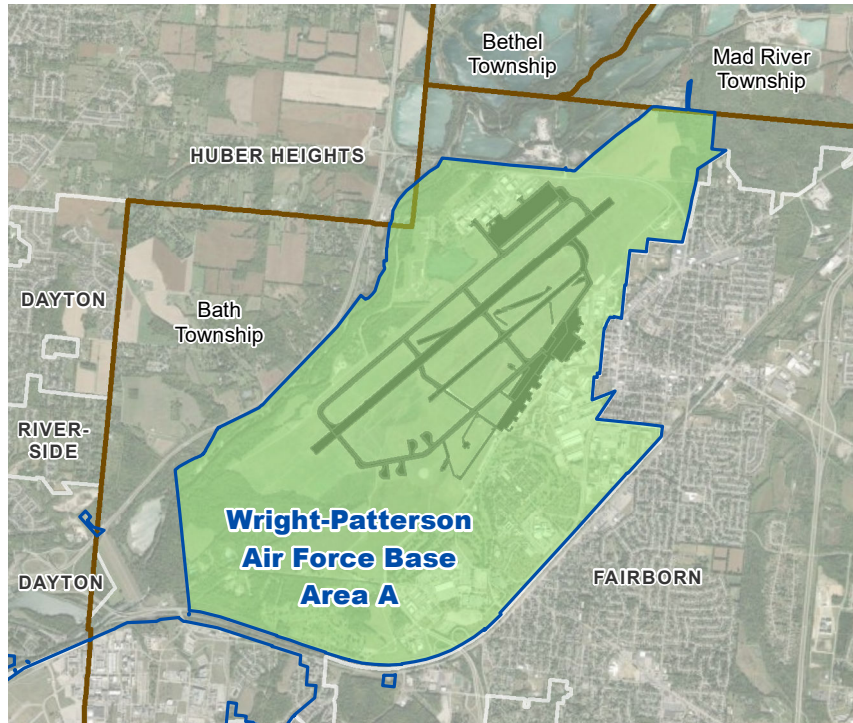 Bethel
Township
Mad River
Township
HUBER HEIGHTS
DAYTON
Bath
Township
RIVER-
SIDE
Wright-Patterson
Air Force Base
Area A
DAYTON
FAIRBORN